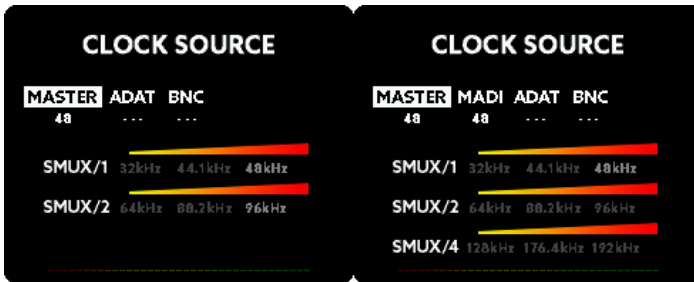 CLOCK SOURCE
MASTER ADAT BNC
48 --- ---
SMUX/1 32kHz 44.1kHz 48kHz
SMUX/2 64kHz 88.2kHz 96kHz
CLOCK SOURCE
MASTER MADI ADAT BNC
48 48 --- ---
SMUX/1 32kHz 44.1kHz 48kHz
SMUX/2 64kHz 88.2kHz 96kHz
SMUX/4 128kHz 176.4kHz 192kHz